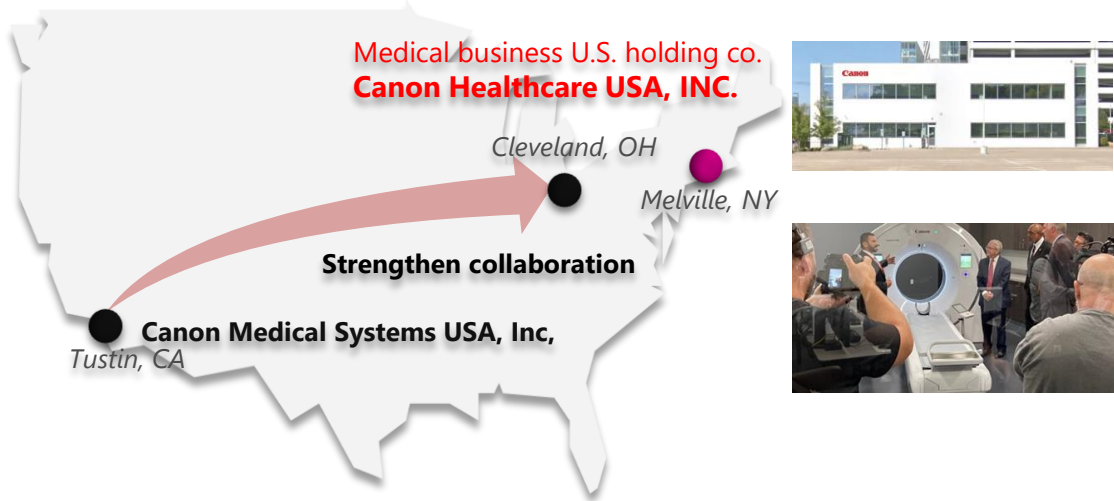 Medical business U.S. holding co.
Canon Healthcare USA, INC.
Canon
Cleveland, OH
Melville, NY
Canon
Strengthen collaboration
Canon Medical Systems USA, Inc,
Tustin, CA